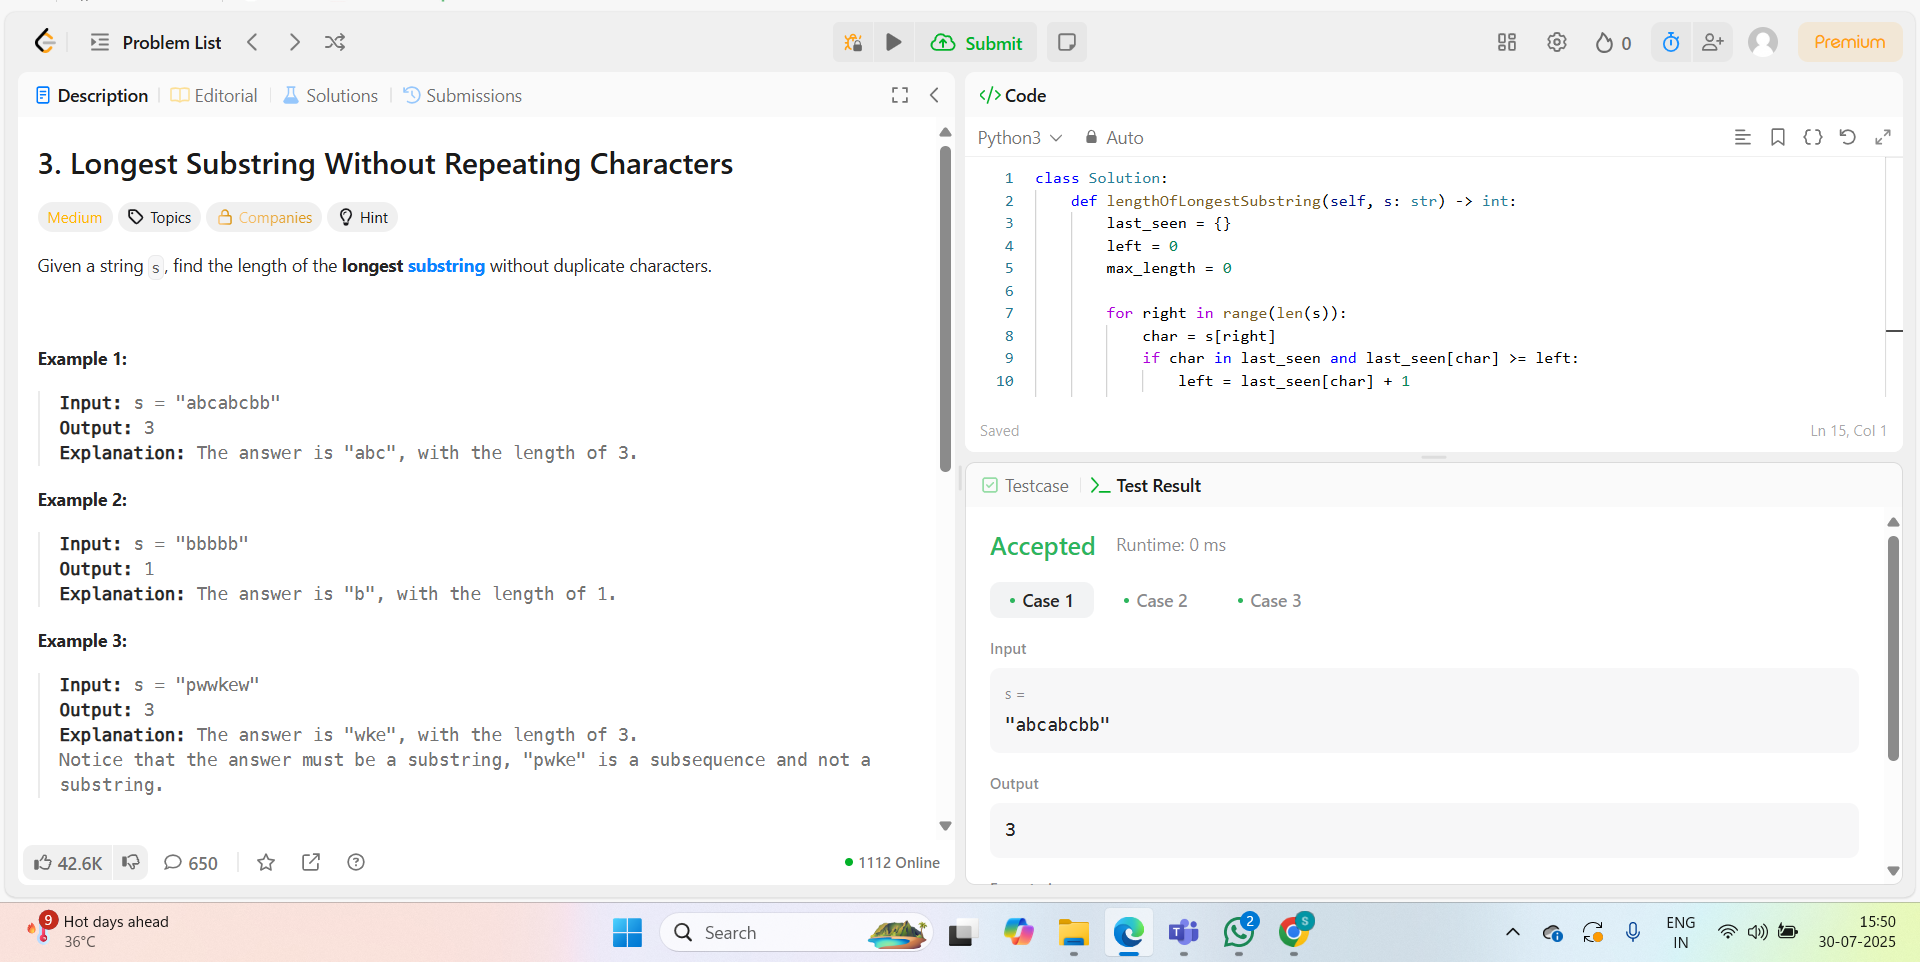 Problem List
Submit
0
Premium
Description
Editorial
Solutions
Submissions
3. Longest Substring Without Repeating Characters
Medium
Topics
Companies
Hint
Given a string s, find the length of the longest substring without duplicate characters.
Example 1:
Input: s = "abcabcbb"
Output: 3
Explanation: The answer is "abc", with the length of 3.
Example 2:
Input: s = "bbbbb"
Output: 1
Explanation: The answer is "b", with the length of 1.
Example 3:
Input: s = "pwwkew"
Output: 3
Explanation: The answer is "wke", with the length of 3.
Notice that the answer must be a substring, "pwke" is a subsequence and not a
substring.
42.6K
650
1112 Online
</> Code
Python3
Auto
1 class Solution:
2 def lengthOfLongestSubstring(self, s: str) -> int:
3 last_seen = {}
4 left = 0
5 max_length = 0
6
7 for right in range(len(s)):
8 char = s[right]
9 if char in last_seen and last_seen[char] >= left:
10 left = last_seen[char] + 1
Saved
Ln 15, Col 1
Testcase
Test Result
Accepted
Runtime: 0 ms
Case 1
Case 2
Case 3
Input
s =
"abcabcbb"
Output
3
9
Hot days ahead
36°C
Search
2
S
ENG
IN
15:50
30-07-2025